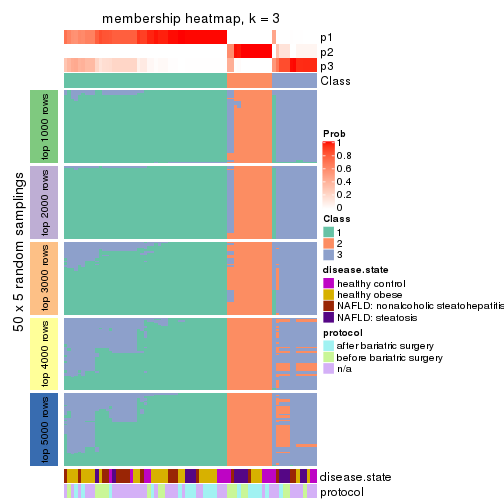 membership heatmap, k = 3
p1
p2
p3
Class
50 x 5 random samplings
top 1000 rows
top 2000 rows
top 3000 rows
top 4000 rows
top 5000 rows
Prob
1
0.8
0.6
0.4
0.2
0
Class
1
2
3
disease.state
healthy control
healthy obese
NAFLD: nonalcoholic steatohepatitis
NAFLD: steatosis
protocol
after bariatric surgery
before bariatric surgery
n/a
disease.state
protocol